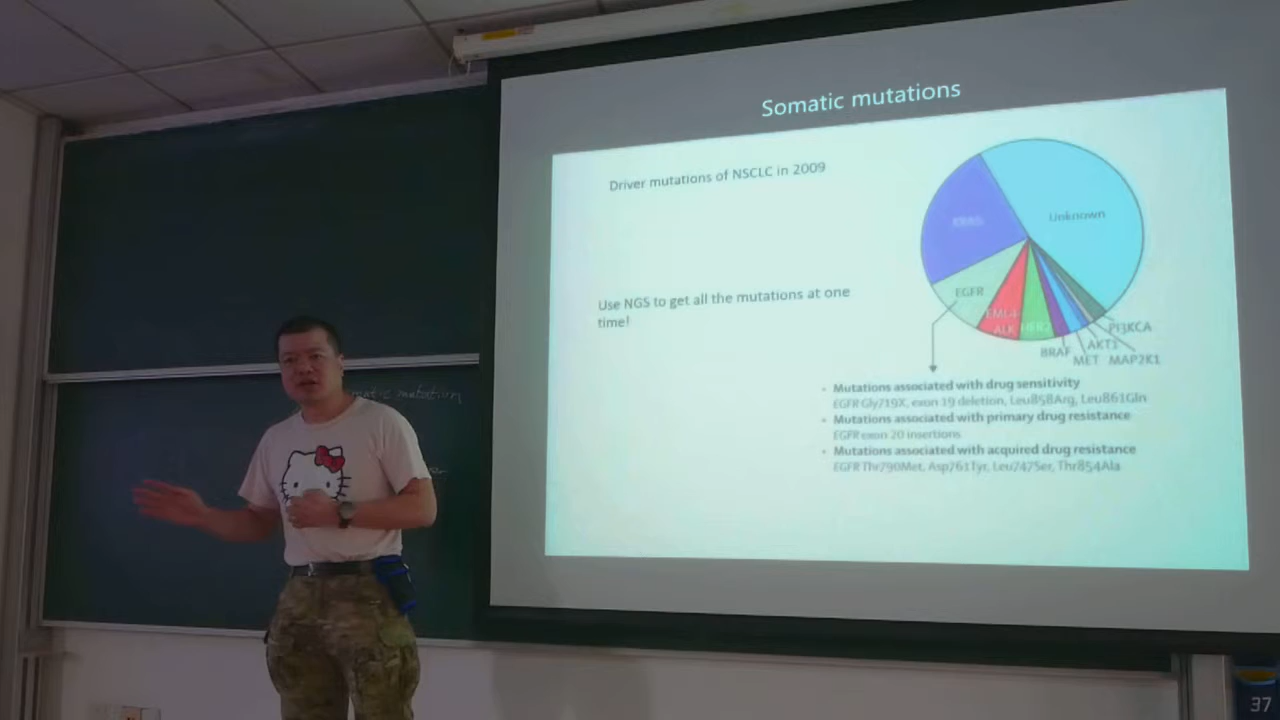 Somatic mutations
Driver mutations of NSCLC in 2009
Use NGS to get all the mutations at one
time!
Unknown
KRAS
EGFR
EML4
ALK
HER2
BRAF
MET
AKT1
MAP2K1
PI3KCA
• Mutations associated with drug sensitivity
EGFR Gly719X, exon 19 deletion, Leu858Arg, Leu861Gln
• Mutations associated with primary drug resistance
EGFR exon 20 insertions
• Mutations associated with acquired drug resistance
EGFR Thr790Met, Asp761Tyr, Leu747Ser, Thr854Ala
mutation
37